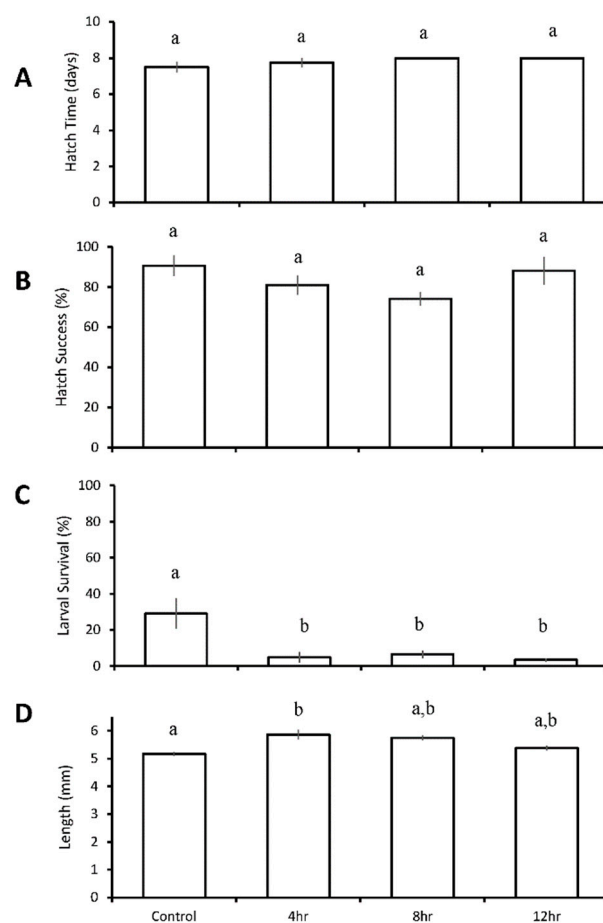 A
Hatch Time (days)
10
8
6
4
2
0
a a a a
B
Hatch Success (%)
100
80
60
40
20
0
a a a a
C
Larval Survival (%)
100
80
60
40
20
0
a b b b
D
Length (mm)
6
5
4
3
2
1
0
a b a,b a,b
Control 4hr 8hr 12hr